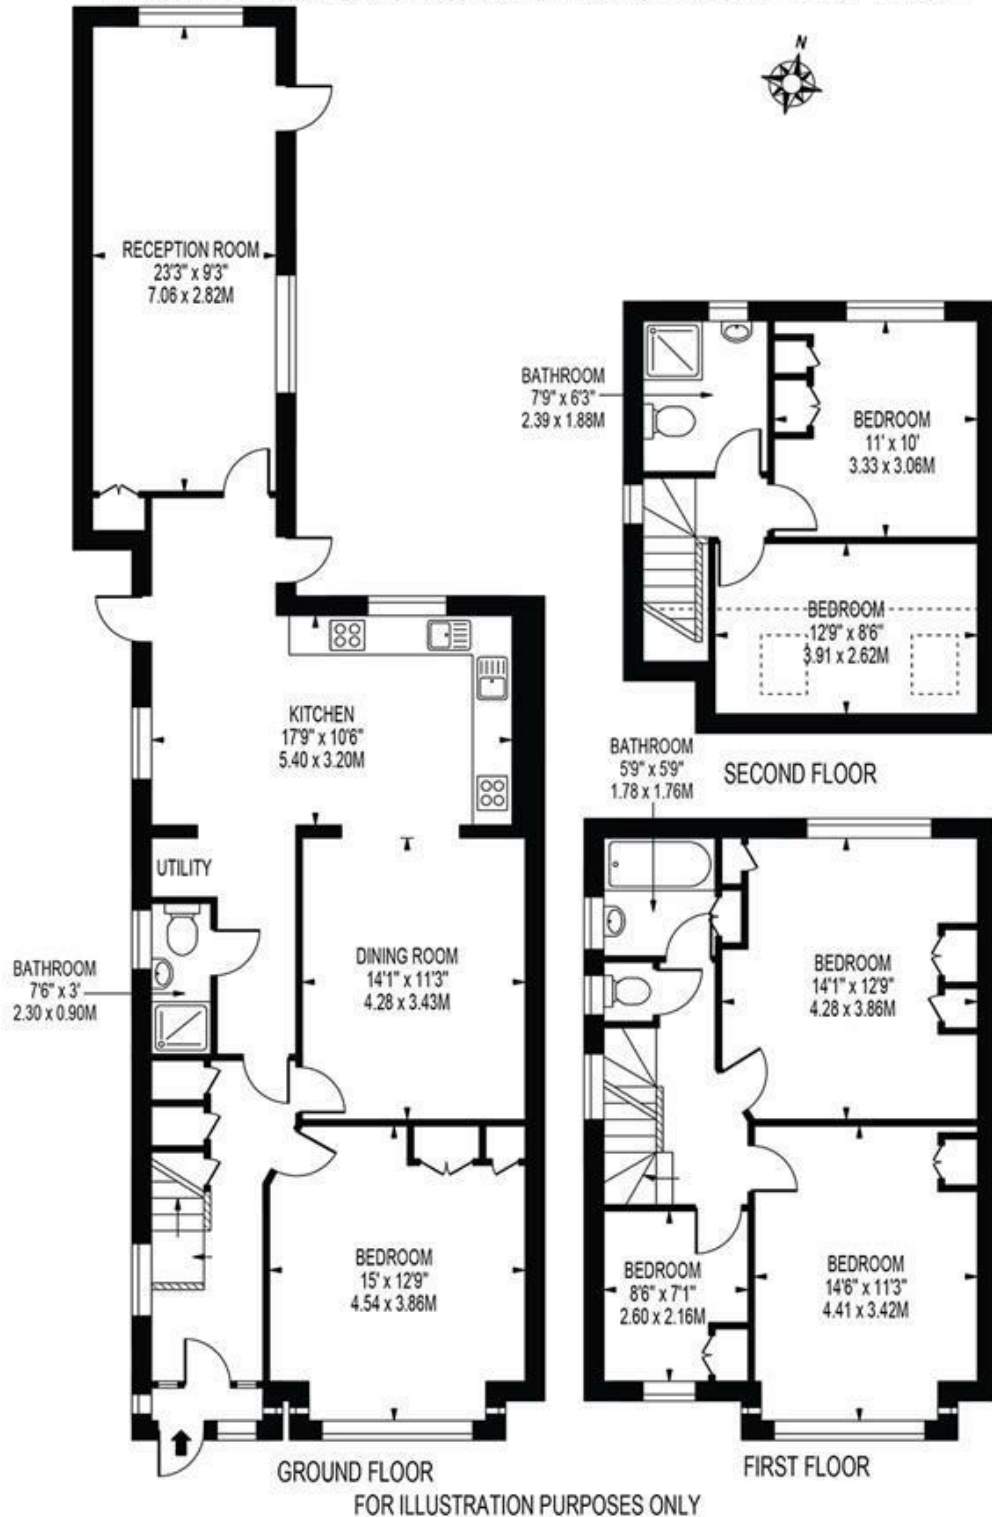 N
RECEPTION ROOM
23'3" x 9'3"
7.06 x 2.82M
BATHROOM
7'9" x 6'3"
2.39 x 1.88M
BEDROOM
11' x 10'
3.33 x 3.06M
BEDROOM
12'9" x 8'6"
3.91 x 2.62M
SECOND FLOOR
KITCHEN
17'9" x 10'6"
5.40 x 3.20M
UTILITY
BATHROOM
7'6" x 3'
2.30 x 0.90M
DINING ROOM
14'1" x 11'3"
4.28 x 3.43M
BEDROOM
15' x 12'9"
4.54 x 3.86M
GROUND FLOOR
BATHROOM
5'9" x 5'9"
1.78 x 1.76M
BEDROOM
14'1" x 12'9"
4.28 x 3.86M
BEDROOM
8'6" x 7'1"
2.60 x 2.16M
BEDROOM
14'6" x 11'3"
4.41 x 3.42M
FIRST FLOOR
FOR ILLUSTRATION PURPOSES ONLY